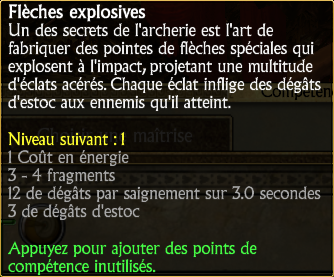 Flèches explosives
Un des secrets de l'archerie est l'art de
fabriquer des pointes de flèches spéciales qui
explosent à l'impact, projetant une multitude
d'éclats acérés. Chaque éclat inflige des dégâts
d'estoc aux ennemis qu'il atteint.
Niveau suivant : 1
1 Coût en énergie
3 - 4 fragments
12 de dégâts par saignement sur 3.0 secondes
3 de dégâts d'estoc
Appuyez pour ajouter des points de
compétence inutilisés.